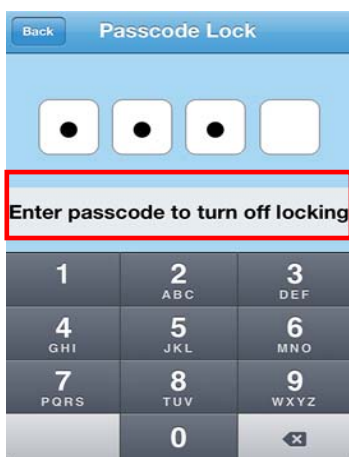 Back Passcode Lock
Enter passcode to turn off locking
1 2 3
ABC DEF
4 5 6
GHI JKL MNO
7 8 9
PQRS TUV WXYZ
0